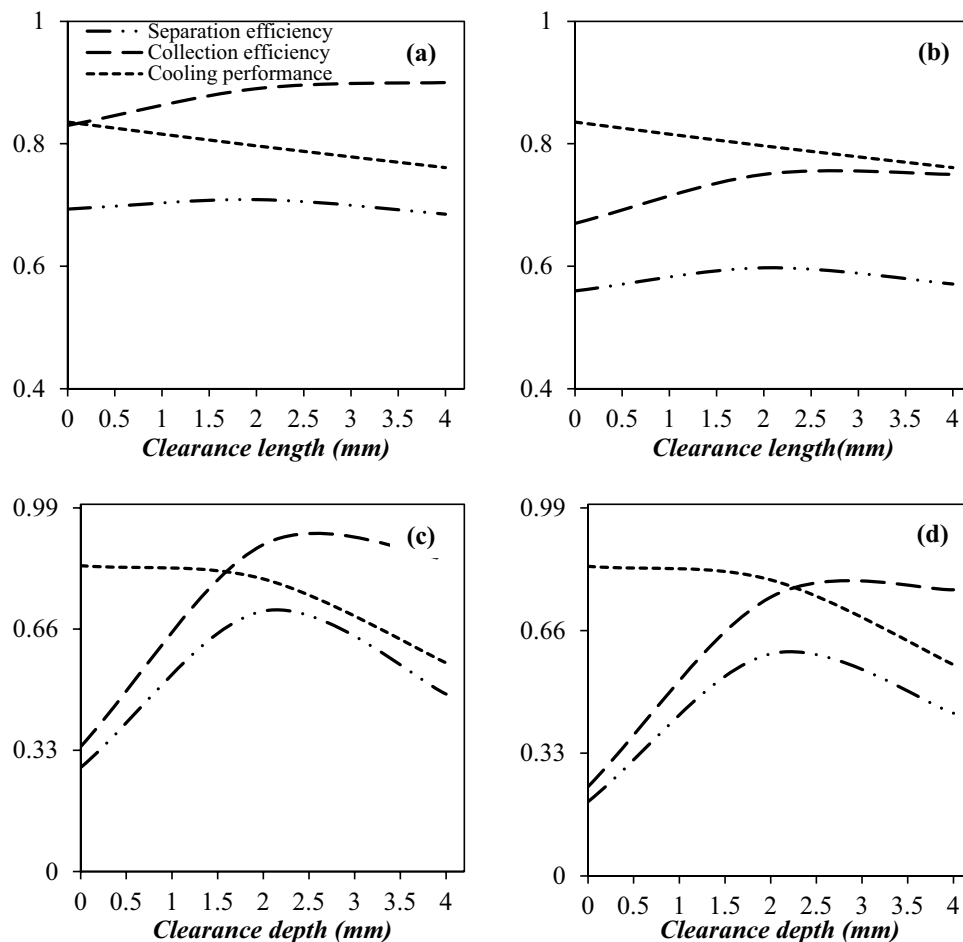 1
Separation efficiency
Collection efficiency
Cooling performance
(a)
0.8
0.6
0.4
0 0.5 1 1.5 2 2.5 3 3.5 4
Clearance length (mm)
1
(b)
0.8
0.6
0.4
0 0.5 1 1.5 2 2.5 3 3.5 4
Clearance length(mm)
0.99
(c)
0.66
0.33
0
0 0.5 1 1.5 2 2.5 3 3.5 4
Clearance depth (mm)
0.99
(d)
0.66
0.33
0
0 0.5 1 1.5 2 2.5 3 3.5 4
Clearance depth (mm)